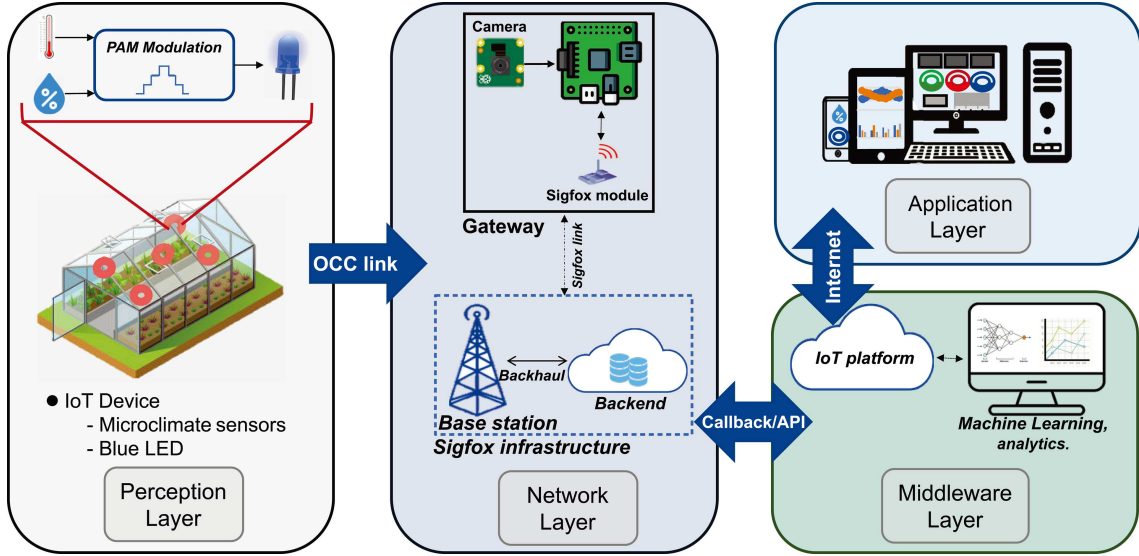 PAM Modulation
%
IoT Device
- Microclimate sensors
- Blue LED
Perception
Layer
OCC link
Camera
Sigfox module
Gateway
Sigfox link
Backhaul
Backend
Base station
Sigfox infrastructure
Network
Layer
Callback/API
%
Application
Layer
Internet
IoT platform
Machine Learning,
analytics.
Middleware
Layer